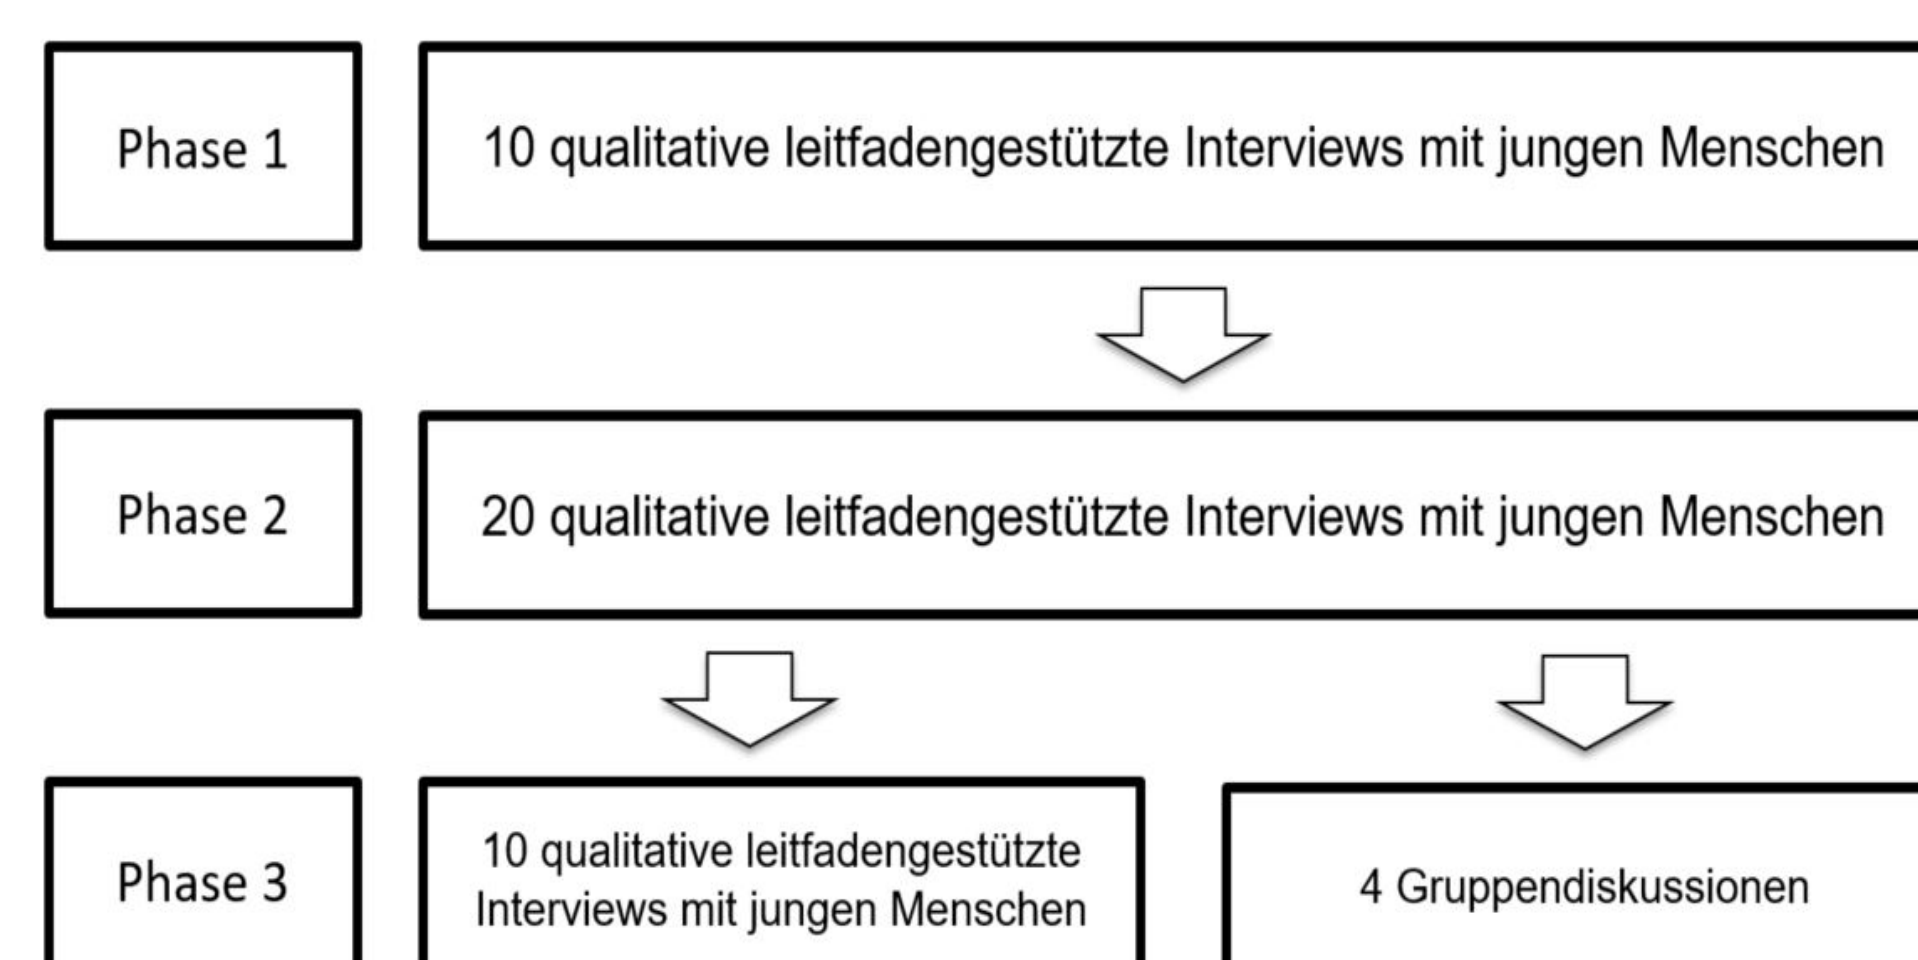 Phase 1
10 qualitative leitfadengestützte Interviews mit jungen Menschen
Phase 2
20 qualitative leitfadengestützte Interviews mit jungen Menschen
Phase 3
10 qualitative leitfadengestützte
Interviews mit jungen Menschen
4 Gruppendiskussionen